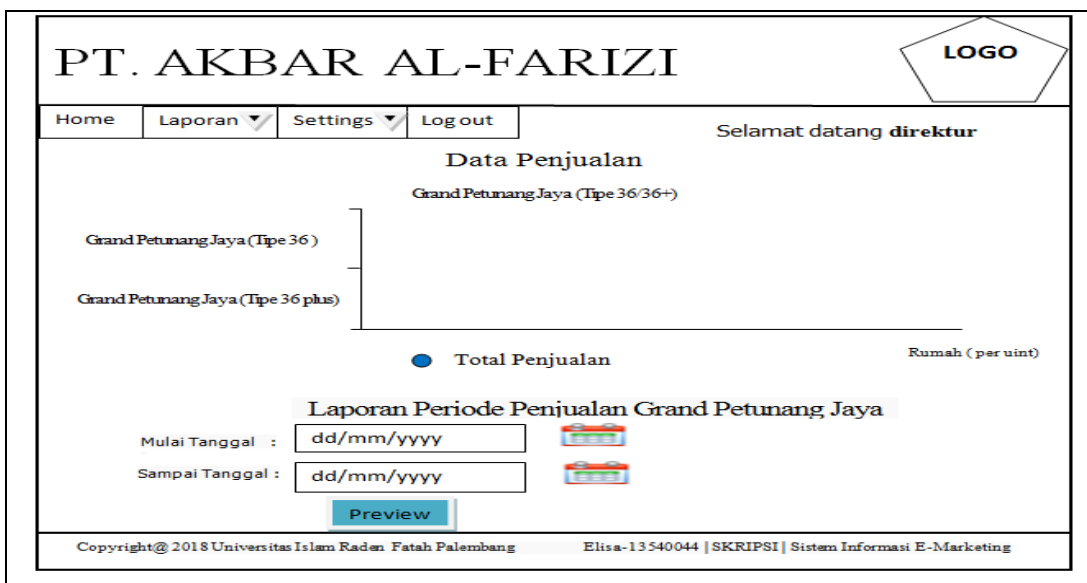 PT. AKBAR AL-FARIZI
LOGO
Home Laporan Settings Log out
Selamat datang direktur
Data Penjualan
Grand Petunang Jaya (Tipe 36/36+)
Grand Petunang Jaya (Tipe 36 )
Grand Petunang Jaya (Tipe 36 plus)
Rumah ( per uint)
Total Penjualan
Laporan Periode Penjualan Grand Petunang Jaya
Mulai Tanggal : dd/mm/yyyy
Sampai Tanggal : dd/mm/yyyy
Preview
Copyright@ 2018 Universitas Islam Raden Fatah Palembang Elisa-13540044 | SKRIPSI | Sistem Informasi E-Marketing